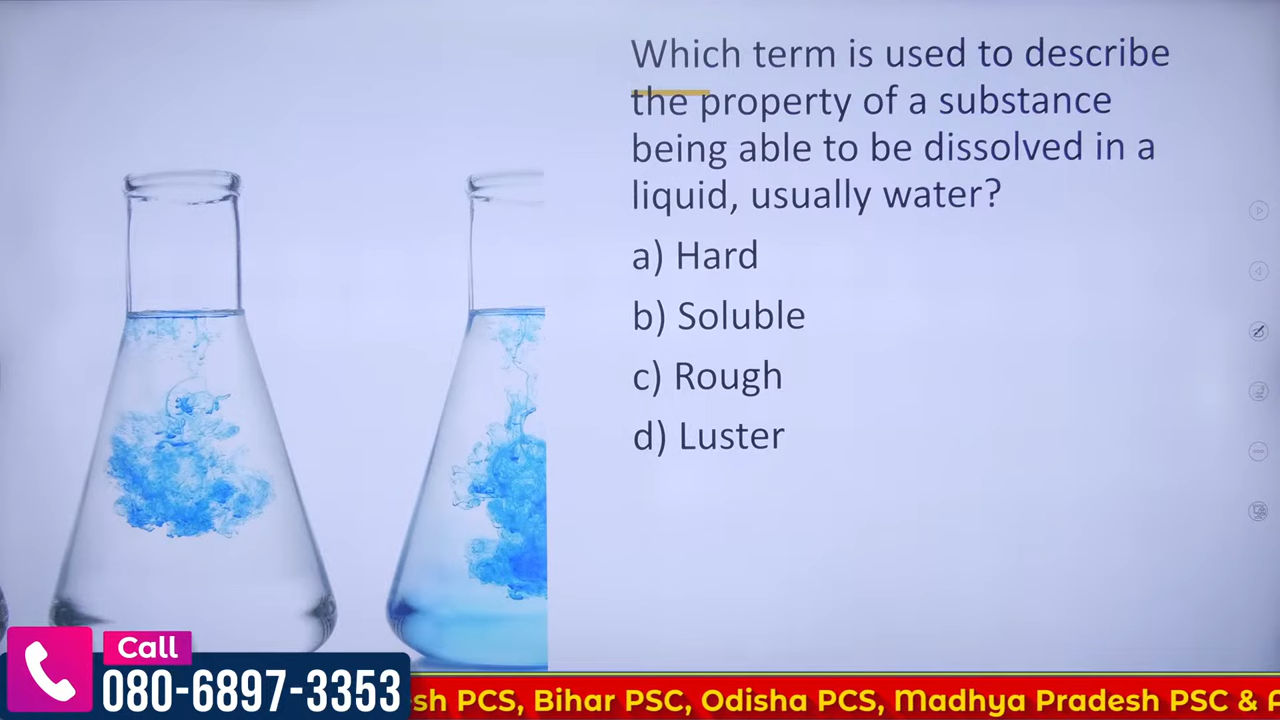 Which term is used to describe
the property of a substance
being able to be dissolved in a
liquid, usually water?
a) Hard
b) Soluble
c) Rough
d) Luster
Call
080-6897-3353
PCS, Bihar PSC, Odisha PCS, Madhya Pradesh PSC &